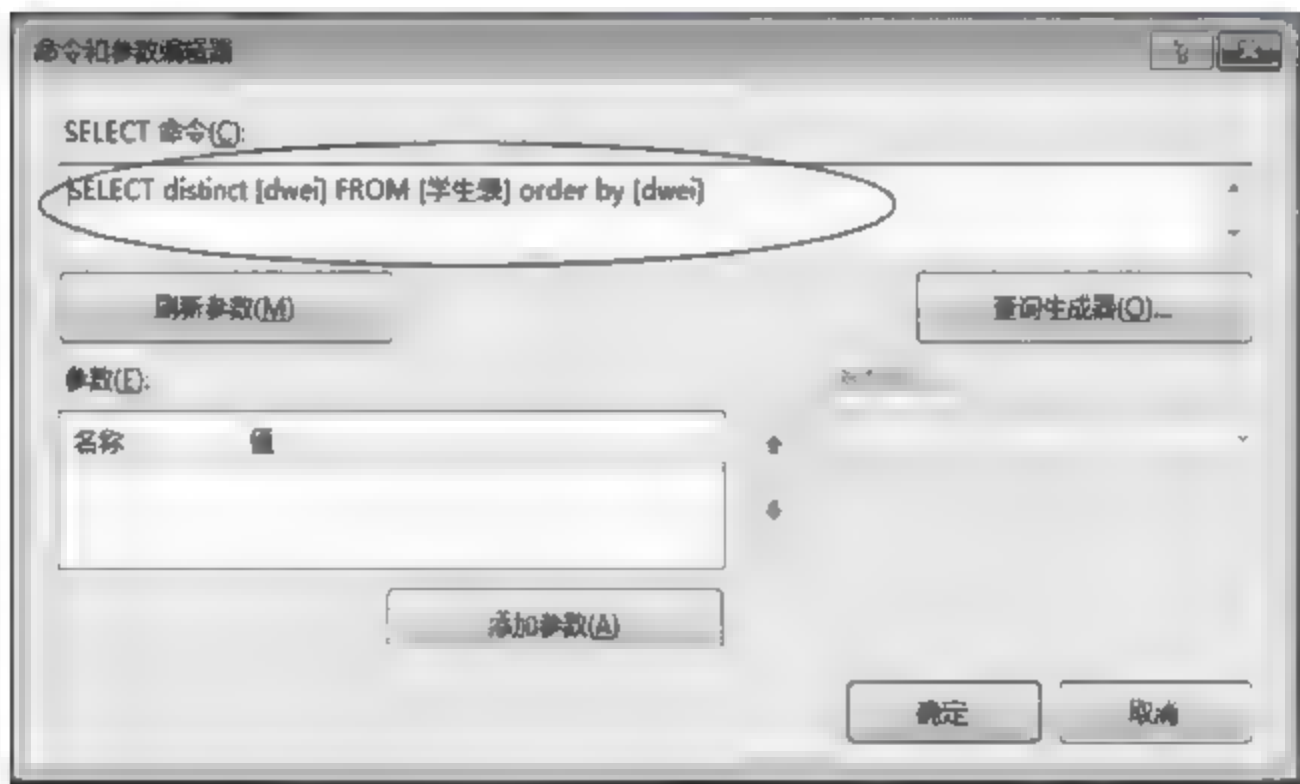 命令和参数编辑器
SELECT 命令(C):
SELECT distinct [dwei] FROM [学生表] order by [dwei]
刷新参数(M)
查询生成器(Q)...
参数(E):
名称 值
添加参数(A)
确定 取消